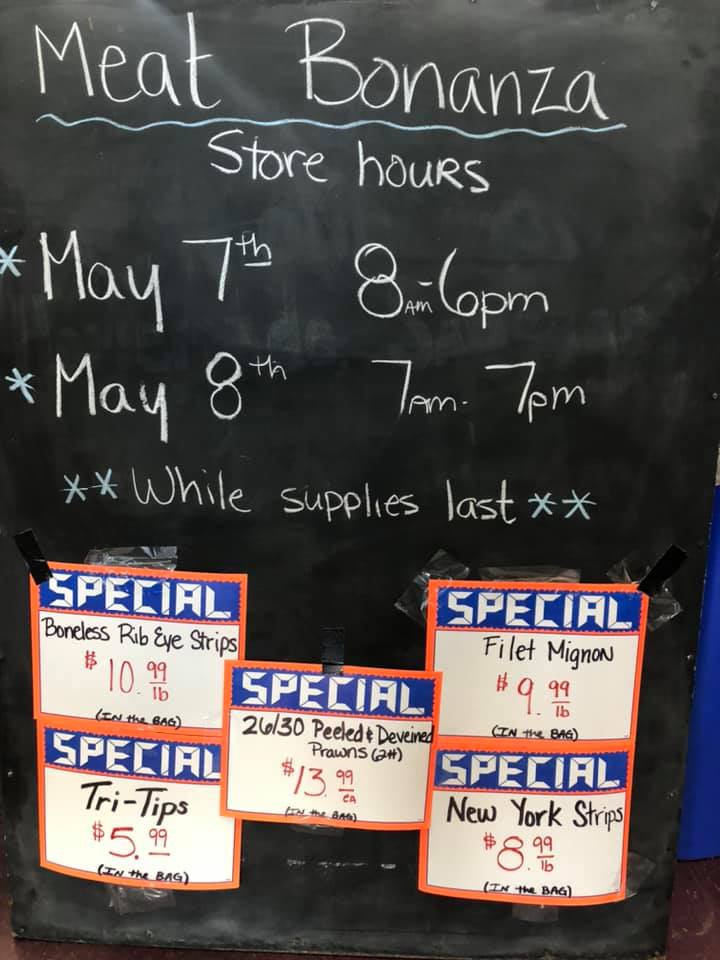 Meat Bonanza
Store hours
* May 7th 8AM-6pm
* May 8th 7am- 7pm
** While supplies last **
SPECIAL
Boneless Rib Eye Strips
$10.99 lb
(IN the BAG)
SPECIAL
Filet Mignon
$9.99 lb
(IN the BAG)
SPECIAL
26/30 Peeled & Deveined
Prawns (2#)
$13.99 EA
(IN the BAG)
SPECIAL
Tri-Tips
$5.99
(IN the BAG)
SPECIAL
New York Strips
$8.99 lb
(IN the BAG)